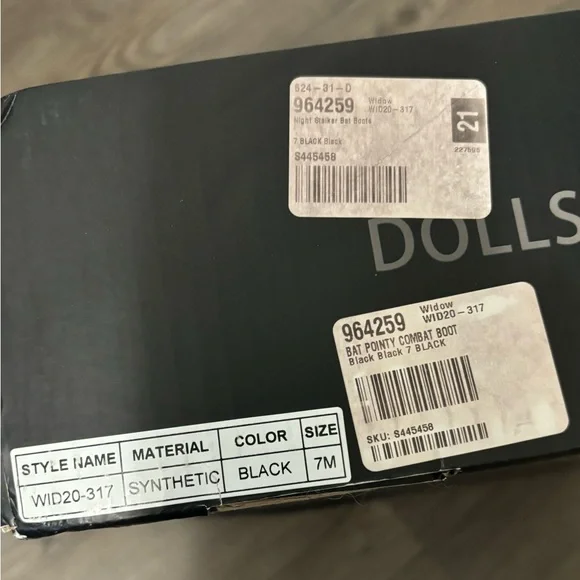 624-31-D
964259 Widow
WID20-317
Night Stalker Bat Boots
7 BLACK Black
S445458
21
227596
DOLLS
964259 Widow
WID20-317
BAT POINTY COMBAT BOOT
Black Black 7 BLACK
SKU: S445458
STYLE NAME MATERIAL COLOR SIZE
WID20-317 SYNTHETIC BLACK 7M